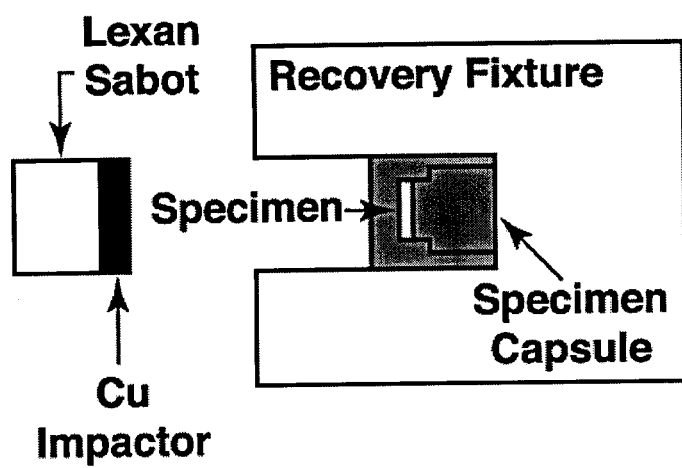 Lexan
Sabot
Recovery Fixture
Specimen
Specimen
Capsule
Cu
Impactor